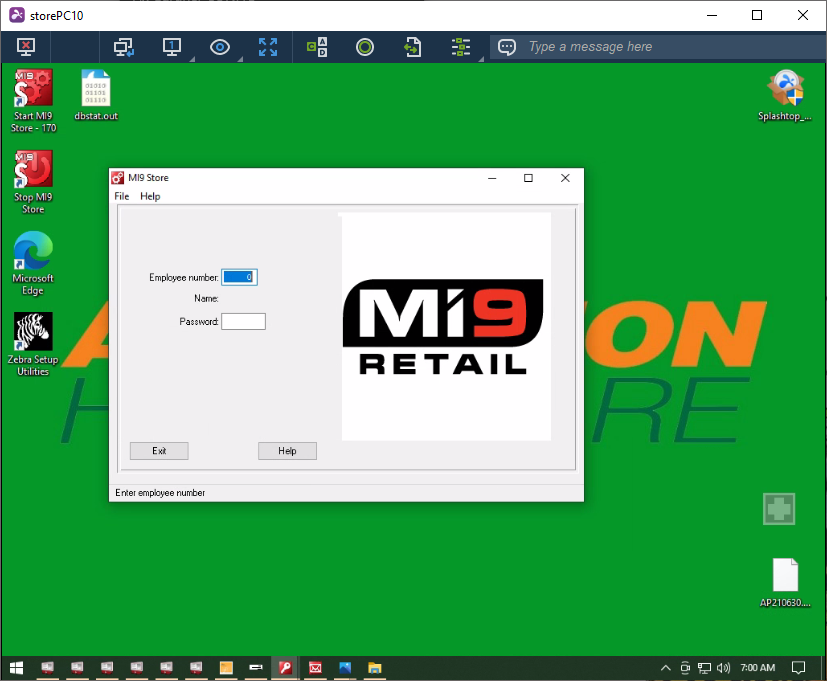 storePC10
1
C
A
D
Type a message here
MI9
S
Start MI9
Store - 170
01010
01101
01110
dbstat.out
Splashtop_...
MI9
S
Stop MI9
Store
Microsoft
Edge
Zebra Setup
Utilities
MI9 Store
File Help
Employee number: 0
Name:
Password:
Mi9
RETAIL
Exit
Help
Enter employee number
ON
RE
AP210630....
7:00 AM